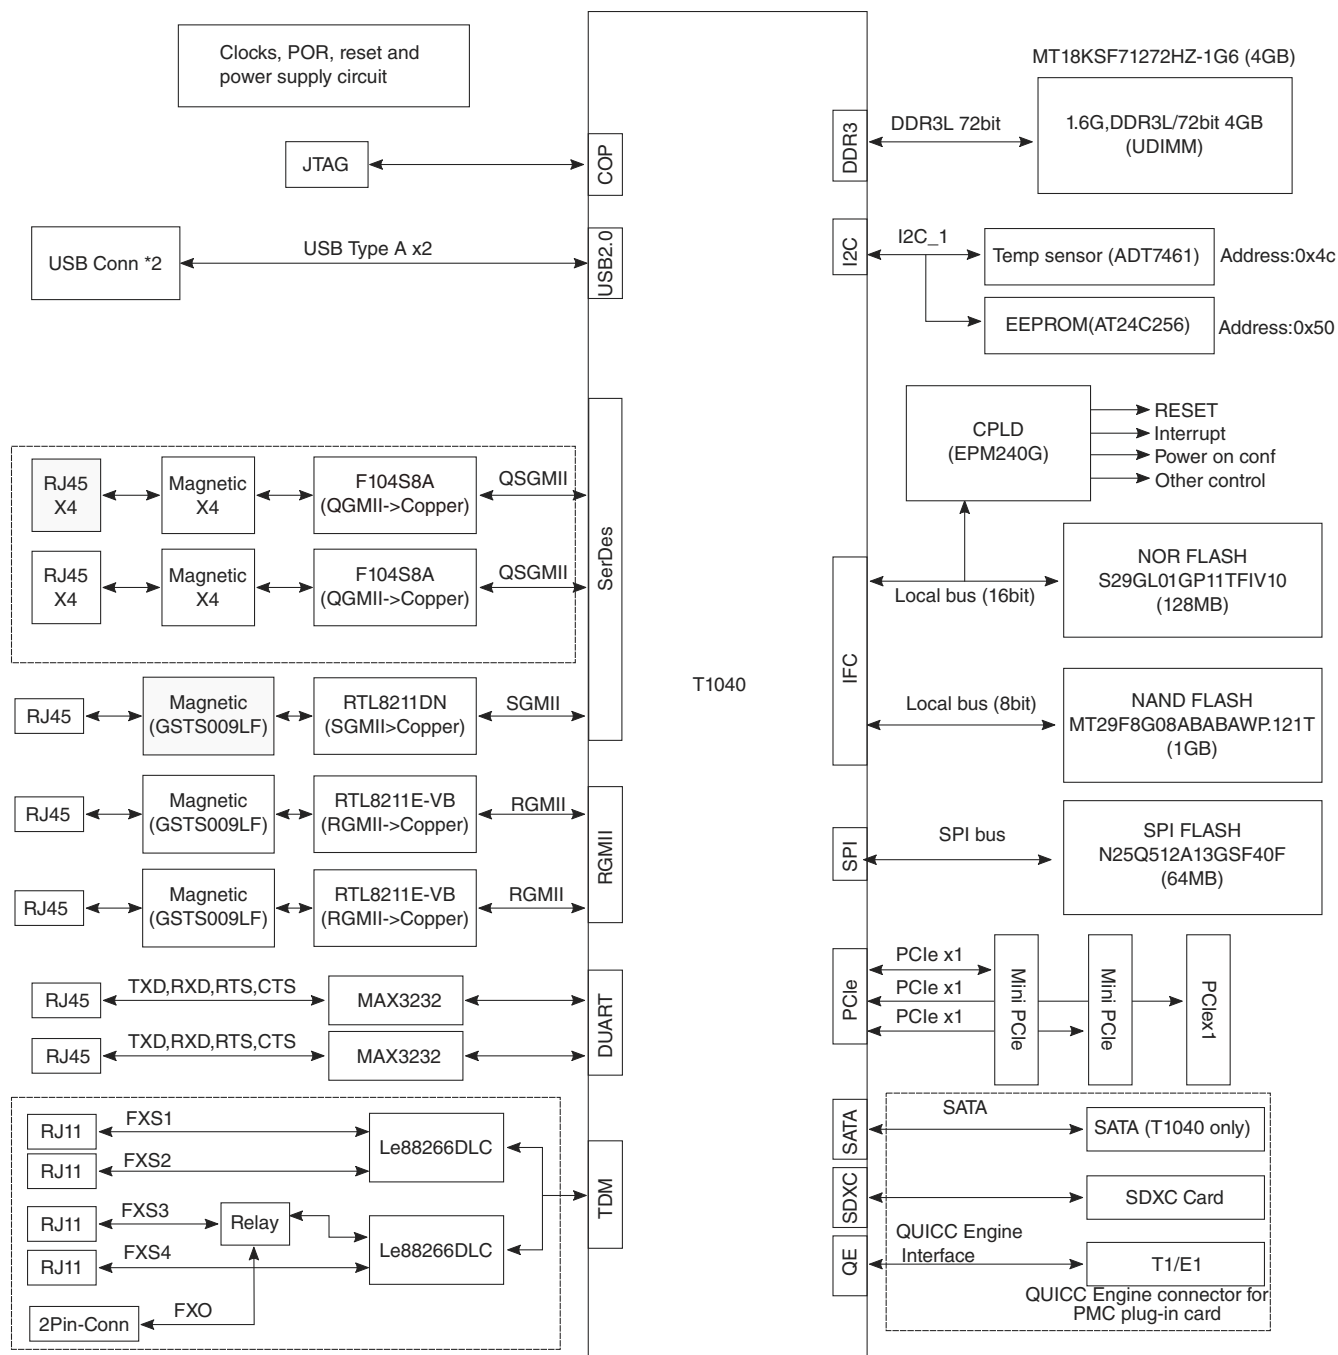 Clocks, POR, reset and
power supply circuit
JTAG
COP
USB Conn *2
USB Type A x2
USB2.0
RJ45
X4
Magnetic
X4
F104S8A
(QGMII->Copper)
QSGMII
RJ45
X4
Magnetic
X4
F104S8A
(QGMII->Copper)
QSGMII
SerDes
RJ45
Magnetic
(GSTS009LF)
RTL8211DN
(SGMII>Copper)
SGMII
RJ45
Magnetic
(GSTS009LF)
RTL8211E-VB
(RGMII->Copper)
RGMII
RJ45
Magnetic
(GSTS009LF)
RTL8211E-VB
(RGMII->Copper)
RGMII
RGMII
RJ45
TXD,RXD,RTS,CTS
MAX3232
RJ45
TXD,RXD,RTS,CTS
MAX3232
DUART
RJ11
FXS1
RJ11
FXS2
Le88266DLC
RJ11
FXS3
Relay
RJ11
FXS4
Le88266DLC
2Pin-Conn
FXO
TDM
T1040
MT18KSF71272HZ-1G6 (4GB)
DDR3
DDR3L 72bit
1.6G,DDR3L/72bit 4GB
(UDIMM)
I2C
I2C_1
Temp sensor (ADT7461)
Address:0x4c
EEPROM(AT24C256)
Address:0x50
CPLD
(EPM240G)
RESET
Interrupt
Power on conf
Other control
IFC
Local bus (16bit)
NOR FLASH
S29GL01GP11TFIV10
(128MB)
Local bus (8bit)
NAND FLASH
MT29F8G08ABABAWP.121T
(1GB)
SPI
SPI bus
SPI FLASH
N25Q512A13GSF40F
(64MB)
PCIe
PCIe x1
PCIe x1
PCIe x1
Mini PCIe
Mini PCIe
PCIex1
SATA
SATA
SATA (T1040 only)
SDXC
SDXC Card
QE
QUICC Engine
Interface
T1/E1
QUICC Engine connector for
PMC plug-in card